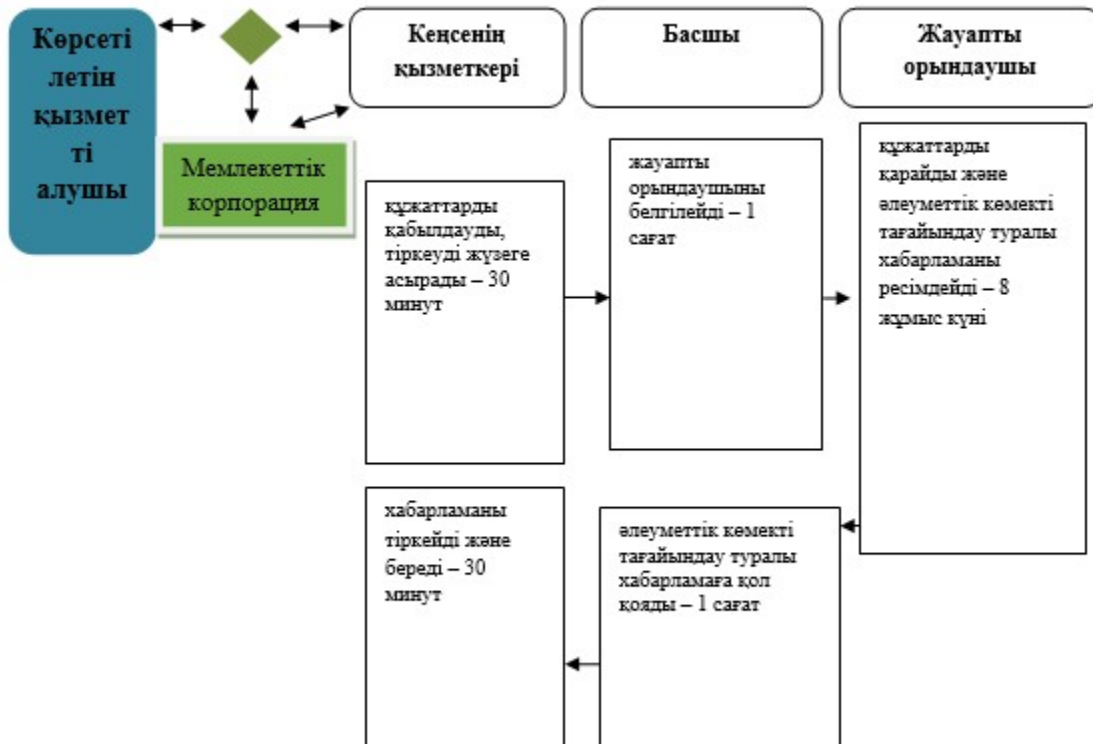 Көрсеті
летін
қызмет
ті
алушы
Мемлекеттік
корпорация
Кеңсенің
қызметкері
Басшы
Жауапты
орындаушы
құжаттарды
қабылдауды,
тіркеуді жүзеге
асырады – 30
минут
жауапты
орындаушыны
белгілейді – 1
сағат
құжаттарды
қарайды және
әлеуметтік көмекті
тағайындау туралы
хабарламаны
ресімдейді – 8
жұмыс күні
әлеуметтік көмекті
тағайындау туралы
хабарламаға қол
қояды – 1 сағат
хабарламаны
тіркейді және
береді – 30
минут